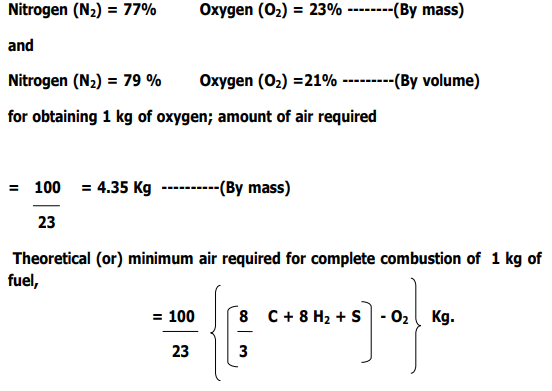 Nitrogen (N₂) = 77% Oxygen (O₂) = 23% --------(By mass)
and
Nitrogen (N₂) = 79 % Oxygen (O₂) =21% ---------(By volume)
for obtaining 1 kg of oxygen; amount of air required
= 100 = 4.35 Kg ----------(By mass)
23
Theoretical (or) minimum air required for complete combustion of 1 kg of
fuel,
= 100 { [ 8 C + 8 H₂ + S ] - O₂ } Kg.
23 3